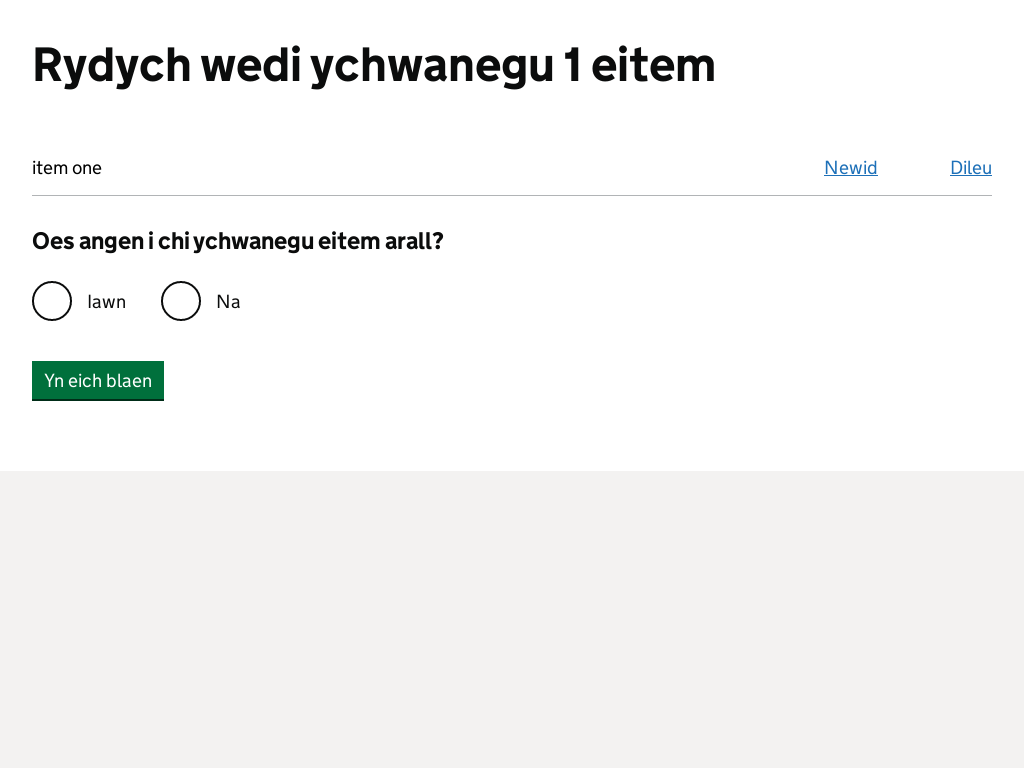 Rydych wedi ychwanegu 1 eitem
item one Newid Dileu
Oes angen i chi ychwanegu eitem arall?
Iawn Na
Yn eich blaen